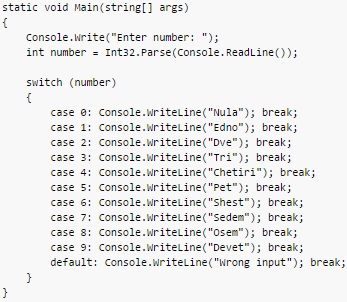 static void Main(string[] args)
{
    Console.Write("Enter number: ");
    int number = Int32.Parse(Console.ReadLine());

    switch (number)
    {
        case 0: Console.WriteLine("Nula"); break;
        case 1: Console.WriteLine("Edno"); break;
        case 2: Console.WriteLine("Dve"); break;
        case 3: Console.WriteLine("Tri"); break;
        case 4: Console.WriteLine("Chetiri"); break;
        case 5: Console.WriteLine("Pet"); break;
        case 6: Console.WriteLine("Shest"); break;
        case 7: Console.WriteLine("Sedem"); break;
        case 8: Console.WriteLine("Osem"); break;
        case 9: Console.WriteLine("Devet"); break;
        default: Console.WriteLine("Wrong input"); break;
    }
}